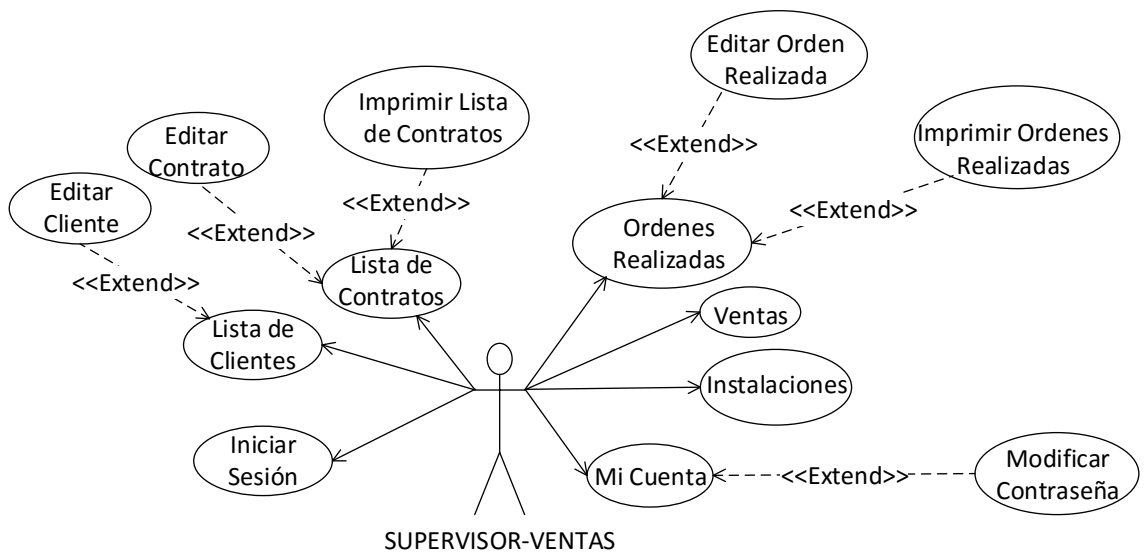 Editar Orden
Realizada
Imprimir Lista
de Contratos
Imprimir Ordenes
Realizadas
Editar
Contrato
<<Extend>>
Editar
Cliente
<<Extend>>
<<Extend>>
<<Extend>>
Ordenes
Realizadas
Lista de
Contratos
<<Extend>>
Ventas
Lista de
Clientes
Instalaciones
Iniciar
Sesión
Mi Cuenta
<<Extend>>
Modificar
Contraseña
SUPERVISOR-VENTAS